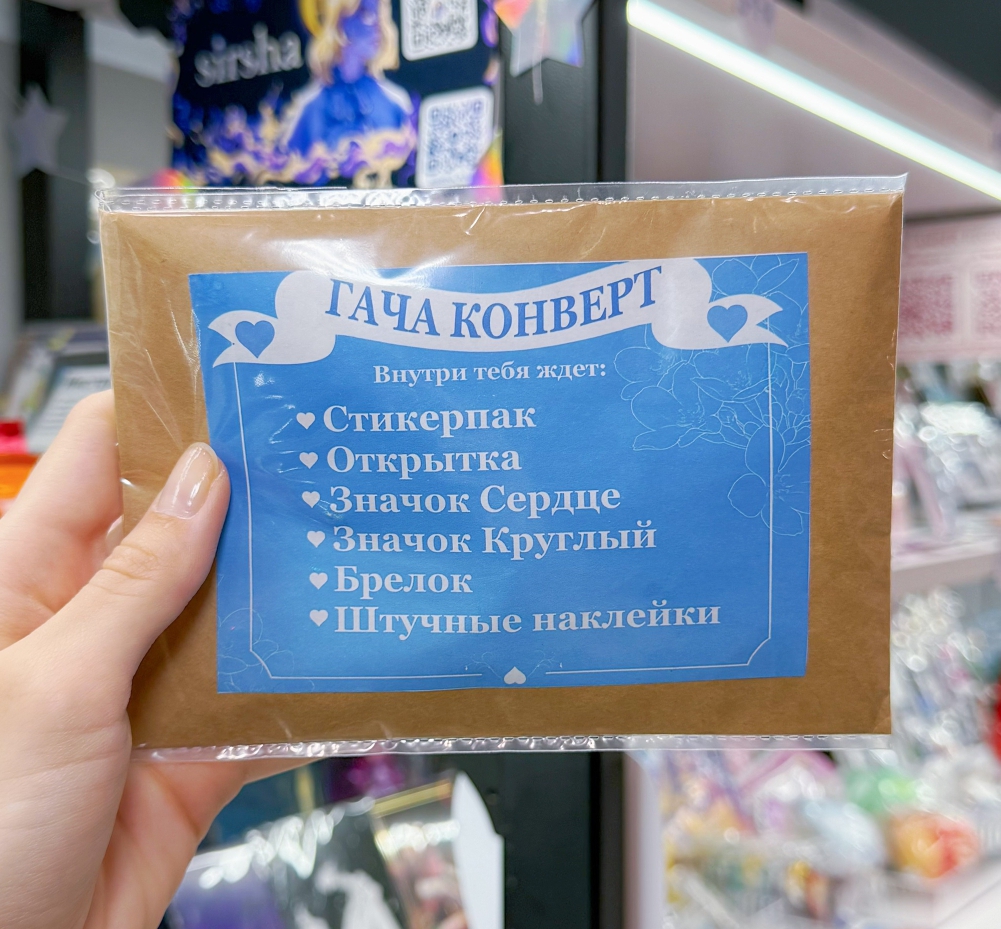 sirsha
ГАЧА КОНВЕРТ
Внутри тебя ждет:
Стикерпак
Открытка
Значок Сердце
Значок Круглый
Брелок
Штучные наклейки